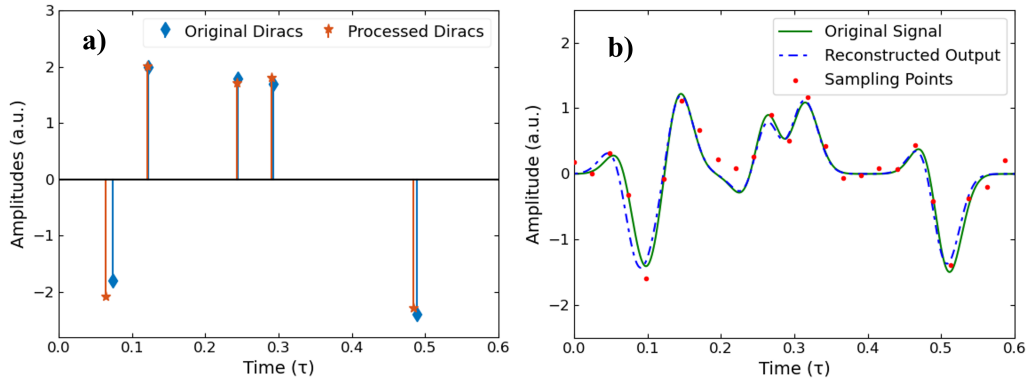 a)
Original Diracs
Processed Diracs
Amplitudes (a.u.)
3
2
1
0
−1
−2
0.0 0.1 0.2 0.3 0.4 0.5 0.6
Time (τ)
b)
Original Signal
Reconstructed Output
Sampling Points
Amplitude (a.u.)
2
1
0
−1
−2
0.0 0.1 0.2 0.3 0.4 0.5 0.6
Time (τ)